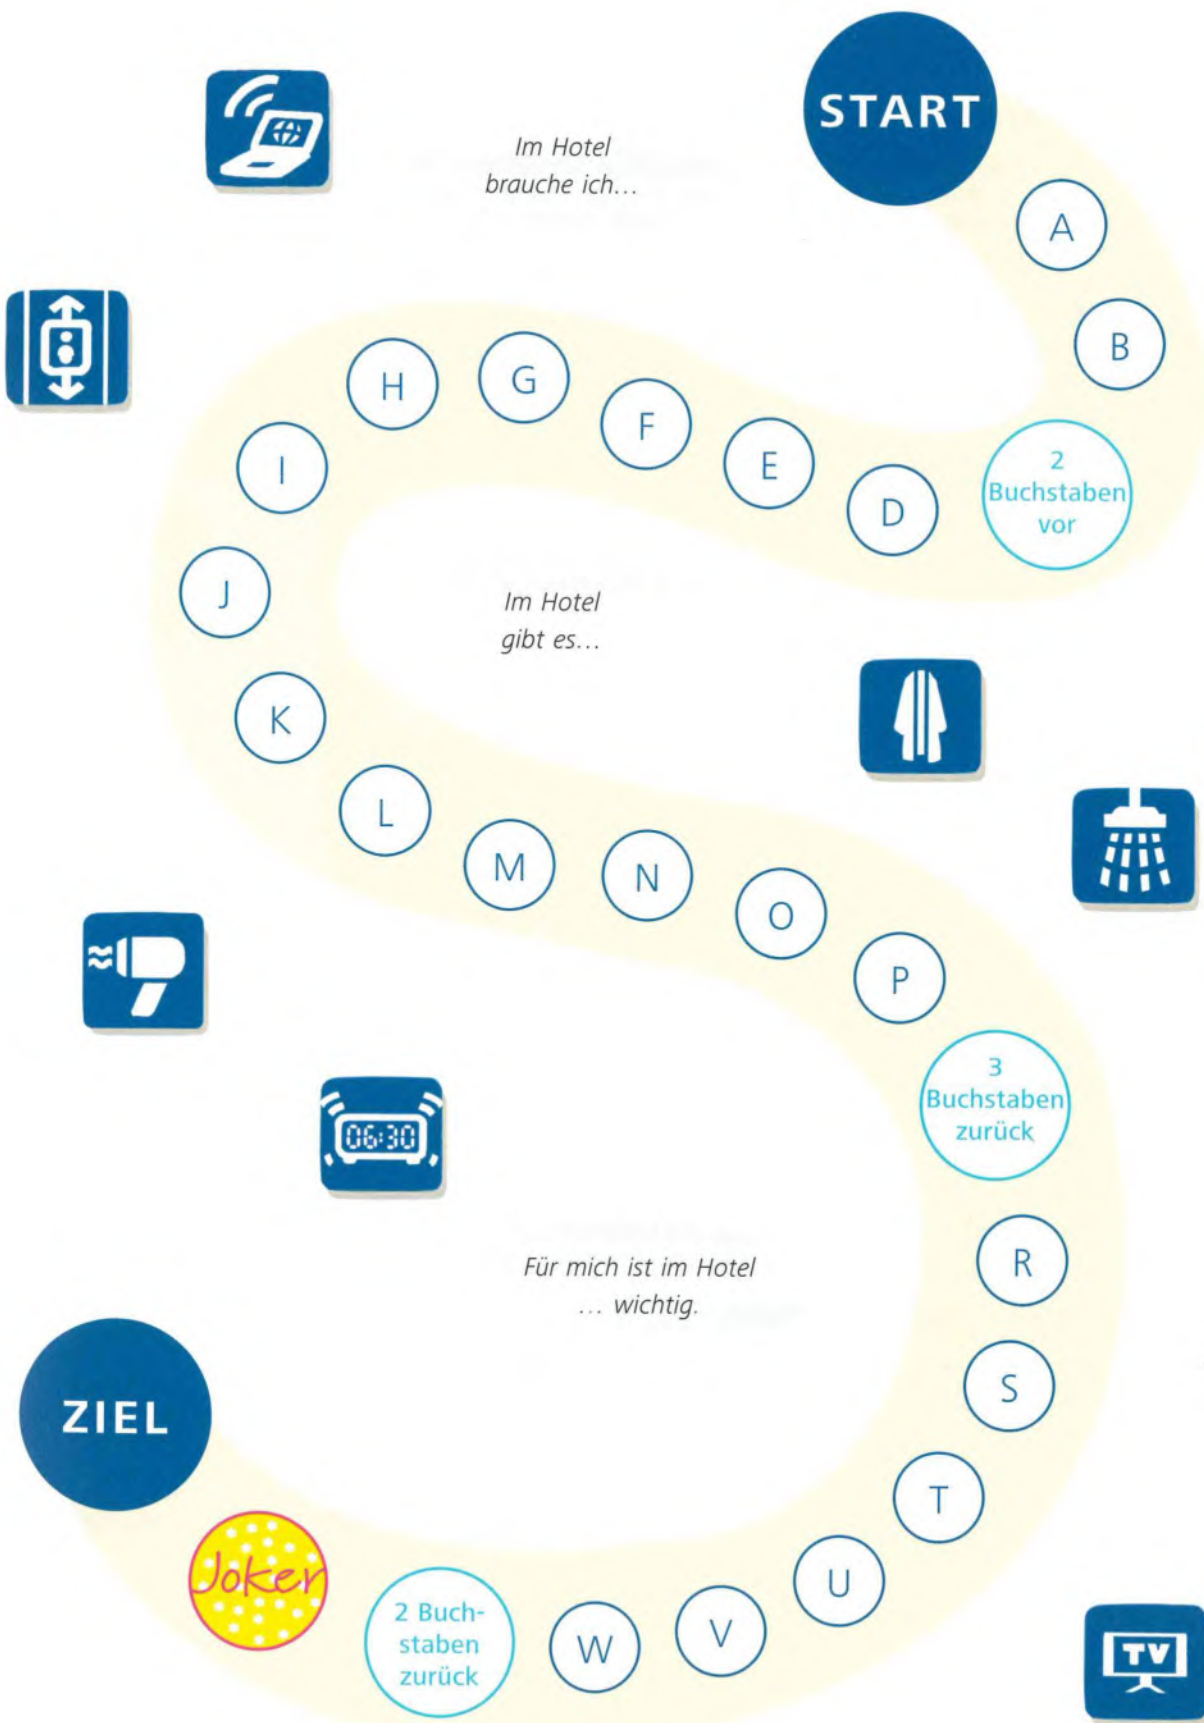 START
Im Hotel
brauche ich...
A
B
2
Buchstaben
vor
D
E
F
G
H
I
J
Im Hotel
gibt es...
K
L
M
N
O
P
3
Buchstaben
zurück
06:30
R
Für mich ist im Hotel
... wichtig.
S
T
U
V
W
2 Buch-
staben
zurück
Joker
ZIEL
TV